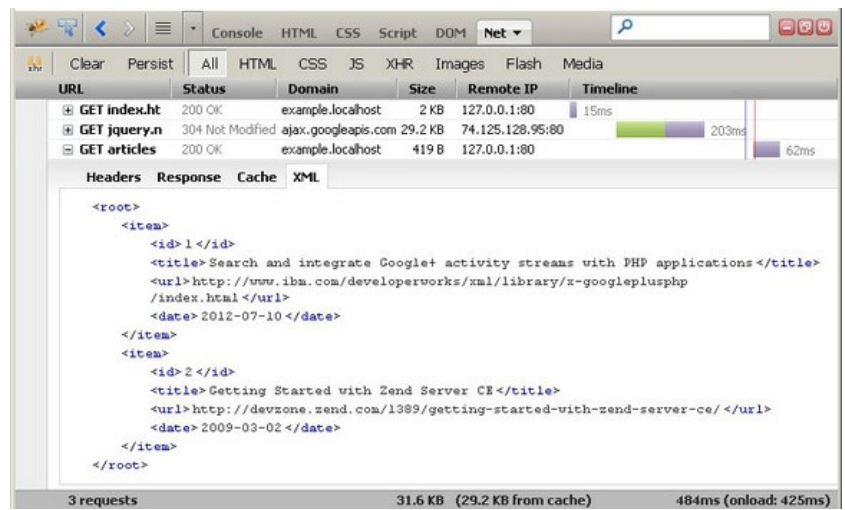 Console HTML CSS Script DOM Net
Clear Persist All HTML CSS JS XHR Images Flash Media
URL Status Domain Size Remote IP Timeline
GET index.ht 200 OK example.localhost 2 KB 127.0.0.1:80 15ms
GET jquery.n 304 Not Modified ajax.googleapis.com 29.2 KB 74.125.128.95:80 203ms
GET articles 200 OK example.localhost 419 B 127.0.0.1:80 62ms
Headers Response Cache XML
<root>
<item>
<id>1</id>
<title>Search and integrate Google+ activity streams with PHP applications</title>
<url>http://www.ibm.com/developerworks/xml/library/x-googleplusphp
/index.html</url>
<date>2012-07-10</date>
</item>
<item>
<id>2</id>
<title>Getting Started with Zend Server CE</title>
<url>http://devzone.zend.com/1389/getting-started-with-zend-server-ce/</url>
<date>2009-03-02</date>
</item>
</root>
3 requests 31.6 KB (29.2 KB from cache) 484ms (onload: 425ms)